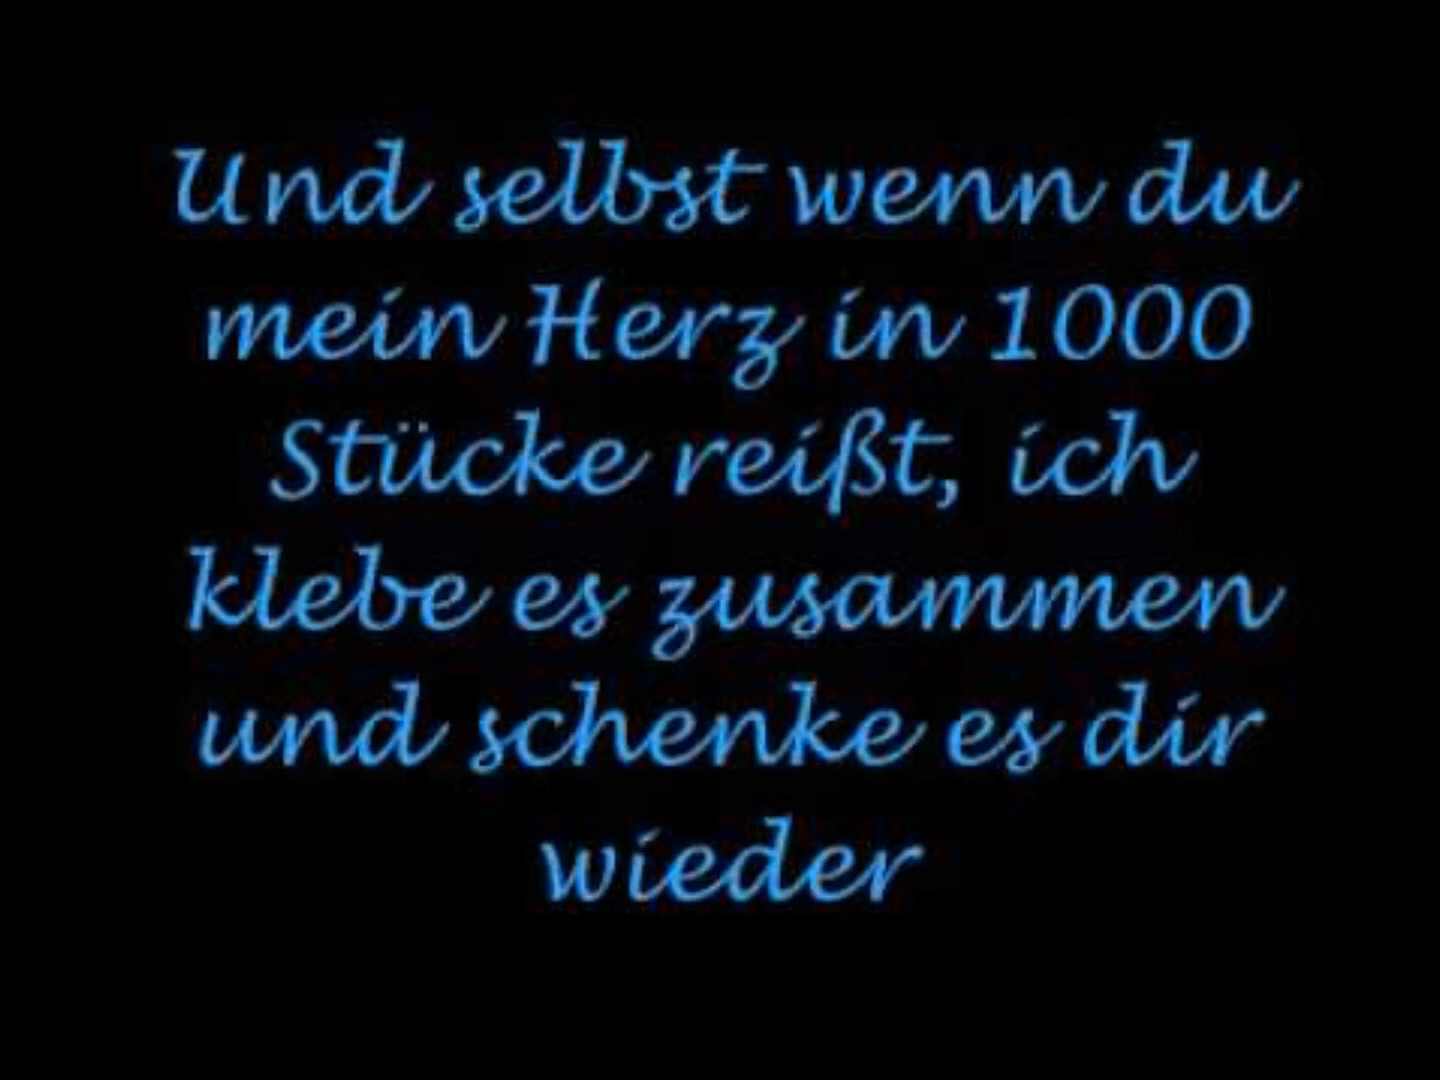 Und selbst wenn du
mein Herz in 1000
Stücke reißt, ich
klebe es zusammen
und schenke es dir
wieder